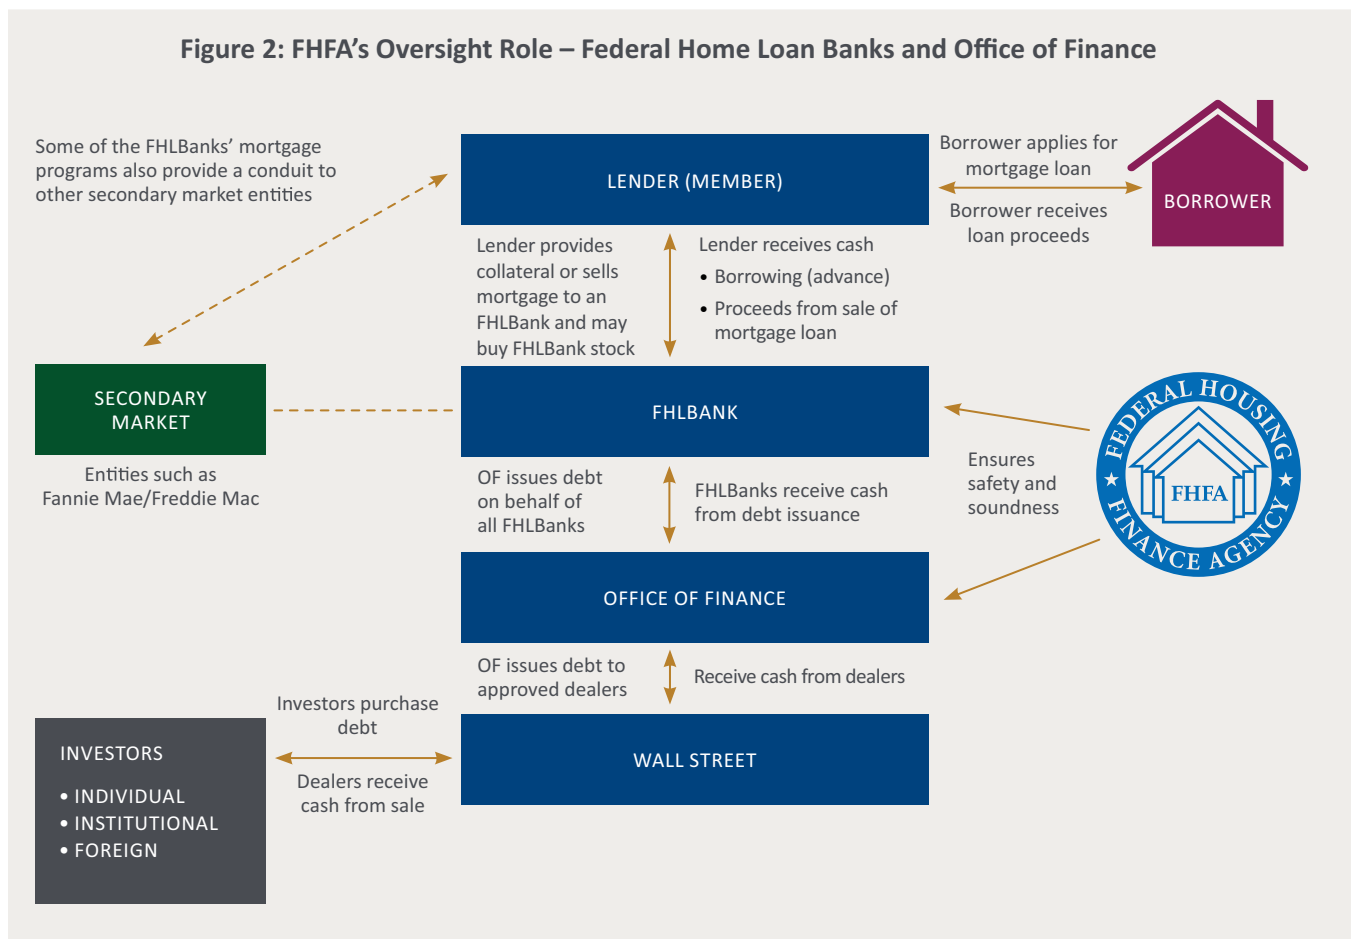 Figure 2: FHFA's Oversight Role – Federal Home Loan Banks and Office of Finance
Some of the FHLBanks' mortgage
programs also provide a conduit to
other secondary market entities
LENDER (MEMBER)
Borrower applies for
mortgage loan
Borrower receives
loan proceeds
BORROWER
Lender provides
collateral or sells
mortgage to an
FHLBank and may
buy FHLBank stock
Lender receives cash
• Borrowing (advance)
• Proceeds from sale of
mortgage loan
SECONDARY
MARKET
Entities such as
Fannie Mae/Freddie Mac
FHLBANK
Ensures
safety and
soundness
FEDERAL HOUSING
FINANCE AGENCY
FHFA
OF issues debt
on behalf of
all FHLBanks
FHLBanks receive cash
from debt issuance
OFFICE OF FINANCE
OF issues debt to
approved dealers
Receive cash from dealers
Investors purchase
debt
Dealers receive
cash from sale
WALL STREET
INVESTORS
• INDIVIDUAL
• INSTITUTIONAL
• FOREIGN